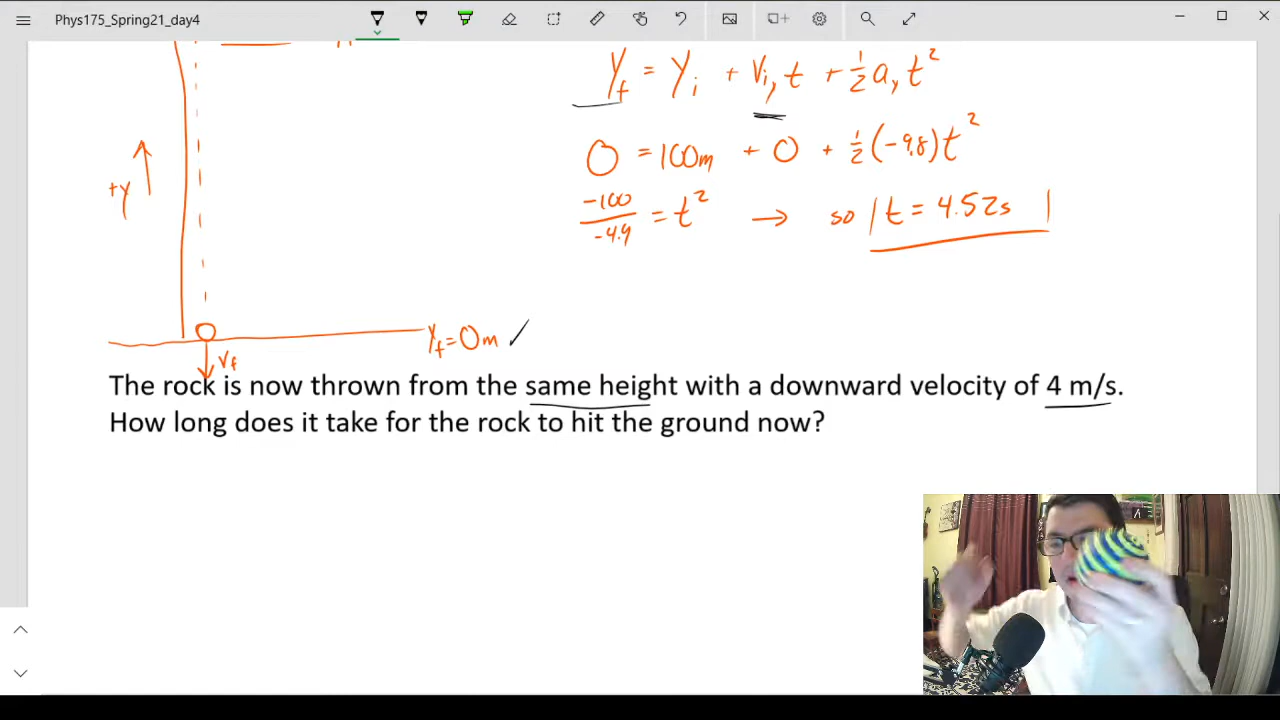 Phys175_Spring21_day4
y_f = y_i + v_iy t + ½ a_y t²
0 = 100m + 0 + ½(-9.8)t²
+y
-100/-4.9 = t² → so | t = 4.52s |
y_f = 0m
v_f
The rock is now thrown from the same height with a downward velocity of 4 m/s.
How long does it take for the rock to hit the ground now?